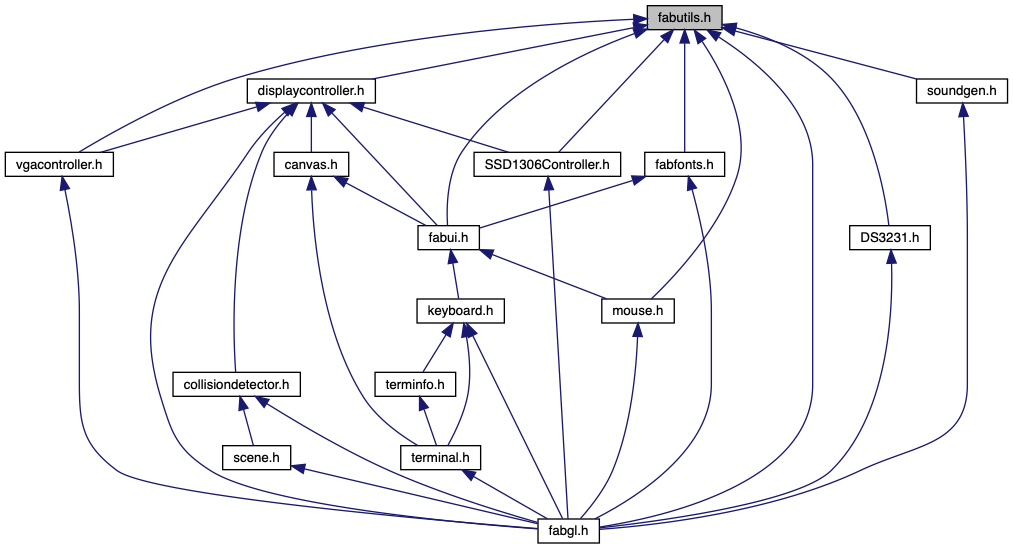 fabutils.h
displaycontroller.h
soundgen.h
vgacontroller.h
canvas.h
SSD1306Controller.h
fabfonts.h
fabui.h
DS3231.h
keyboard.h
mouse.h
collisiondetector.h
terminfo.h
scene.h
terminal.h
fabgl.h